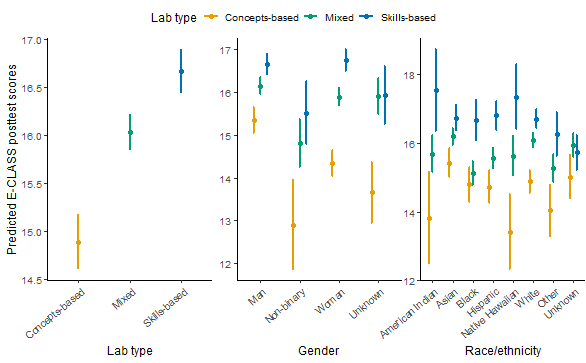 Lab type Concepts-based Mixed Skills-based
Predicted E-CLASS posttest scores
17.0
16.5
16.0
15.5
15.0
14.5
Concepts-based
Mixed
Skills-based
Lab type
17
16
15
14
13
12
Man
Non-binary
Woman
Unknown
Gender
18
16
14
12
American Indian
Asian
Black
Hispanic
Native Hawaiian
White
Other
Unknown
Race/ethnicity